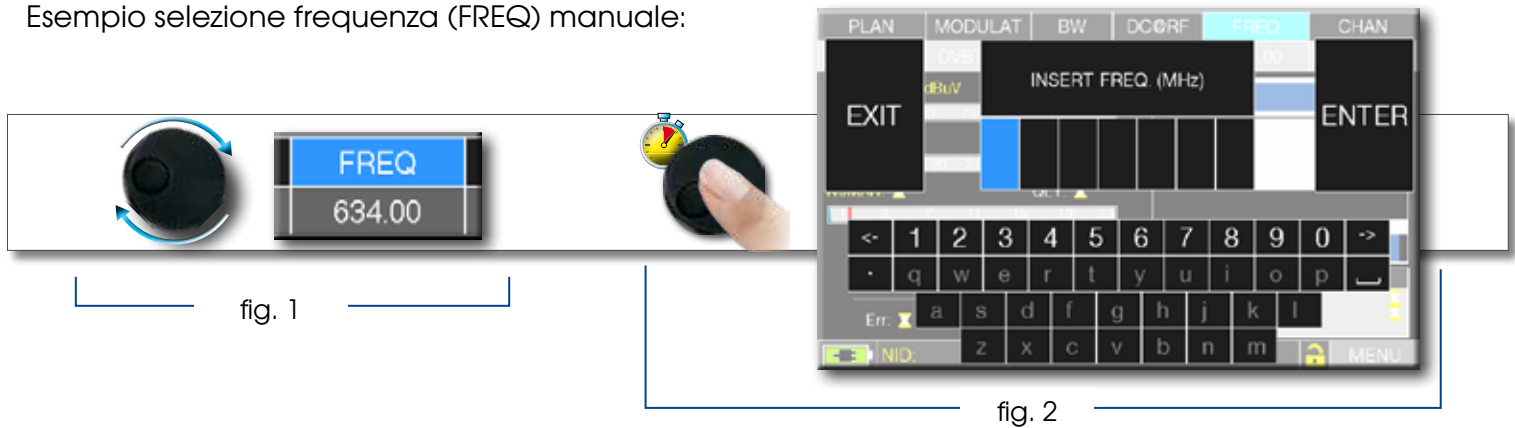 Esempio selezione frequenza (FREQ) manuale:
FREQ
634.00
fig. 1
PLAN MODULAT BW DC@RF FREQ CHAN
EXIT
INSERT FREQ. (MHz)
ENTER
dBuV
<- 1 2 3 4 5 6 7 8 9 0 ->
. q w e r t y u i o p
a s d f g h j k l
z x c v b n m
Err:
NID:
MENU
fig. 2